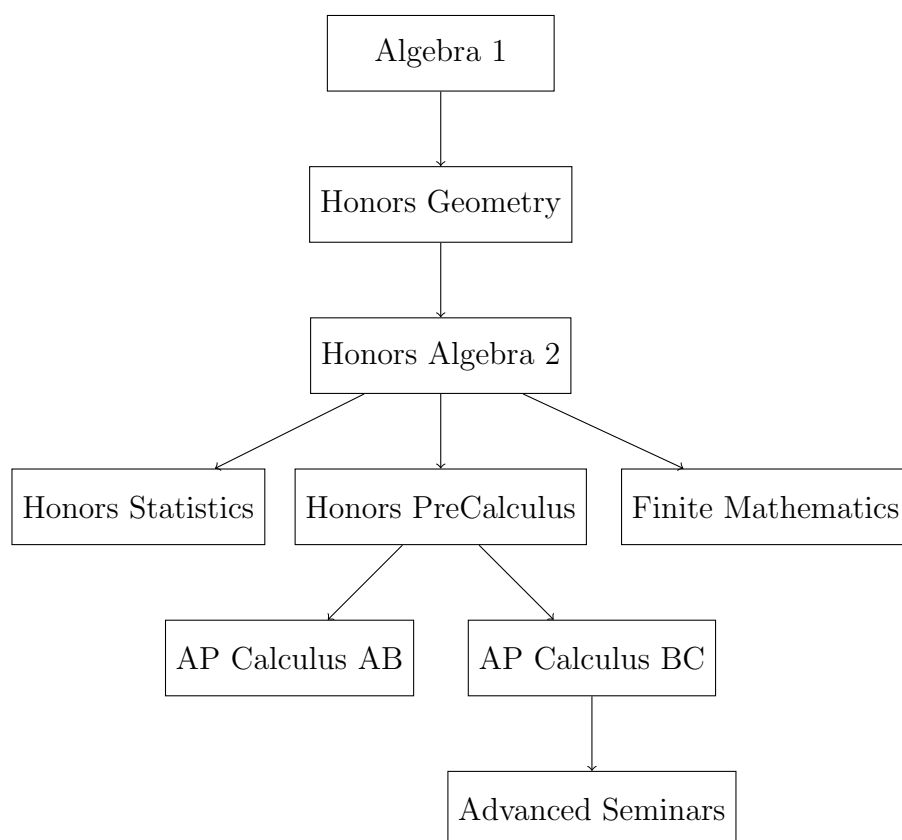 Algebra 1
Honors Geometry
Honors Algebra 2
Honors Statistics
Honors PreCalculus
Finite Mathematics
AP Calculus AB
AP Calculus BC
Advanced Seminars